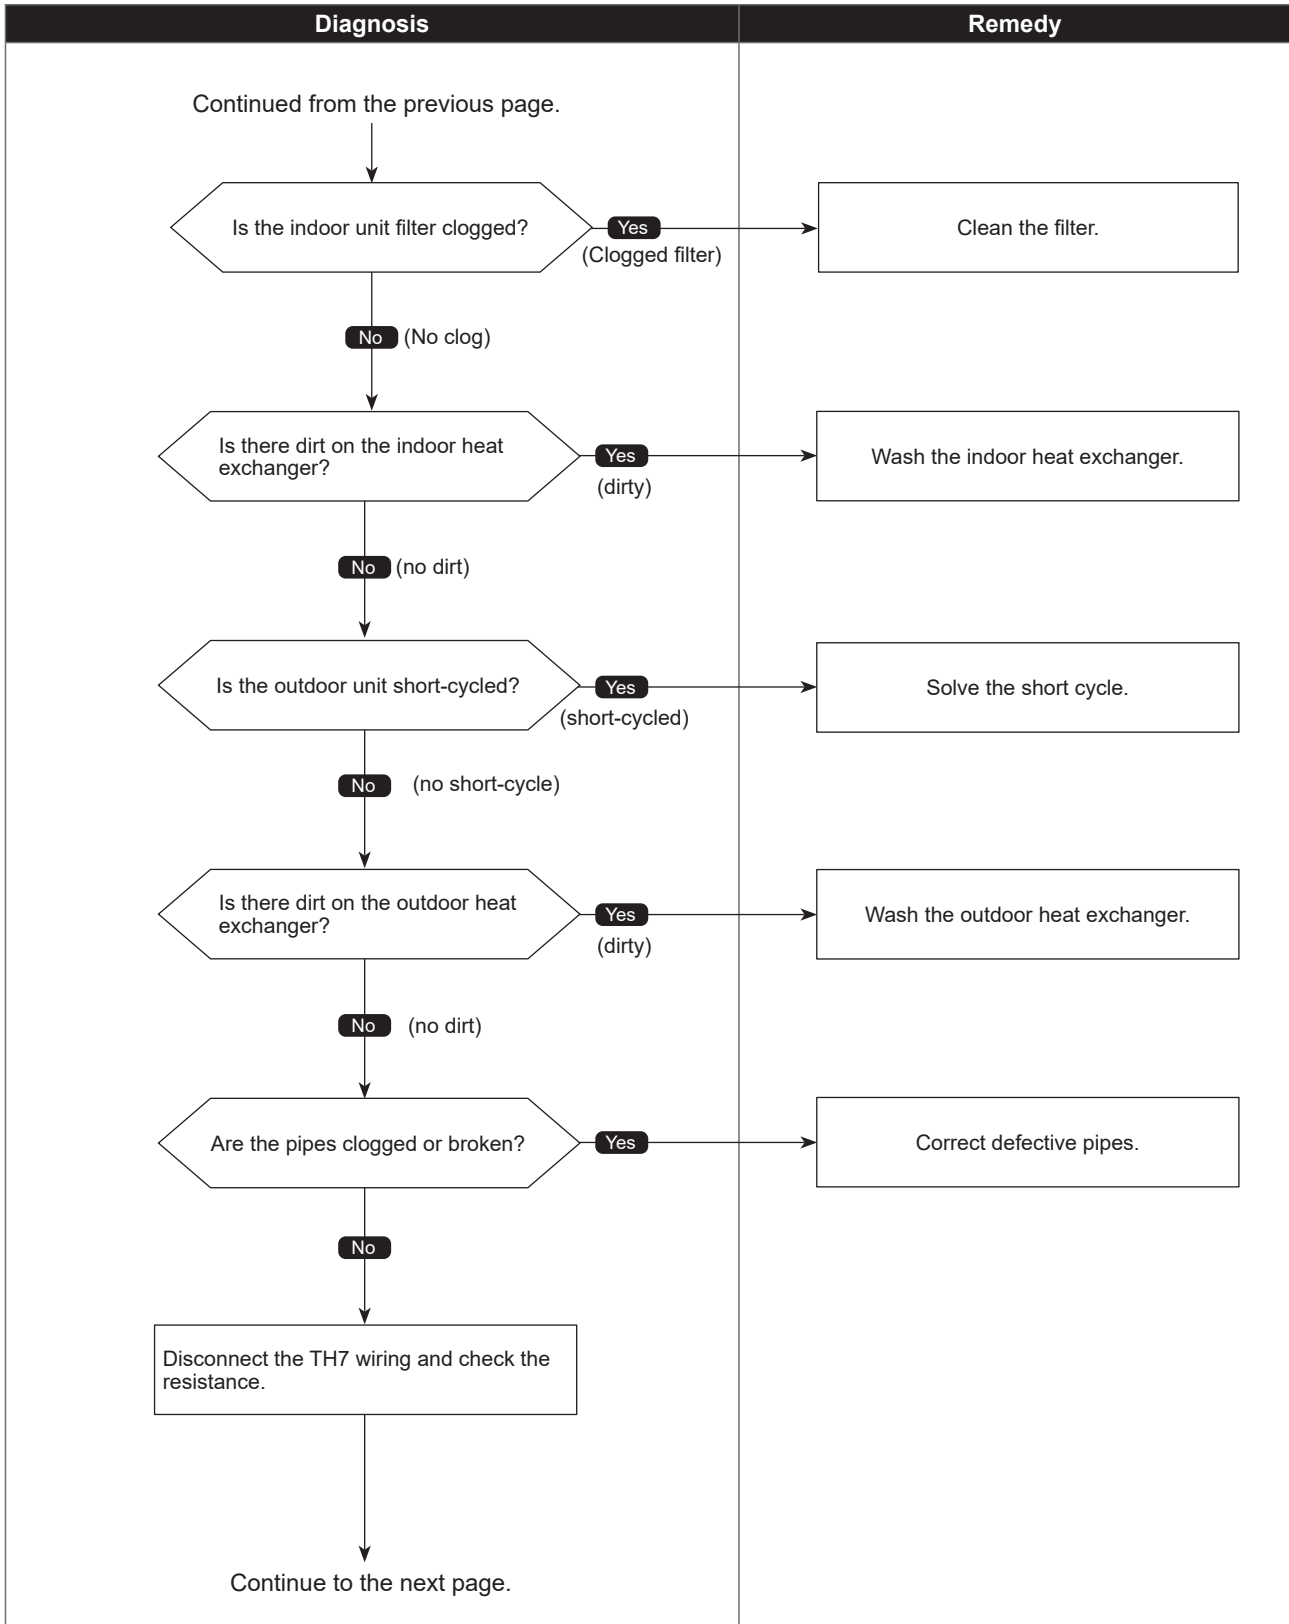 Diagnosis
Remedy
Continued from the previous page.
Is the indoor unit filter clogged?
Yes
(Clogged filter)
Clean the filter.
No (No clog)
Is there dirt on the indoor heat
exchanger?
Yes
(dirty)
Wash the indoor heat exchanger.
No (no dirt)
Is the outdoor unit short-cycled?
Yes
(short-cycled)
Solve the short cycle.
No (no short-cycle)
Is there dirt on the outdoor heat
exchanger?
Yes
(dirty)
Wash the outdoor heat exchanger.
No (no dirt)
Are the pipes clogged or broken?
Yes
Correct defective pipes.
No
Disconnect the TH7 wiring and check the
resistance.
Continue to the next page.